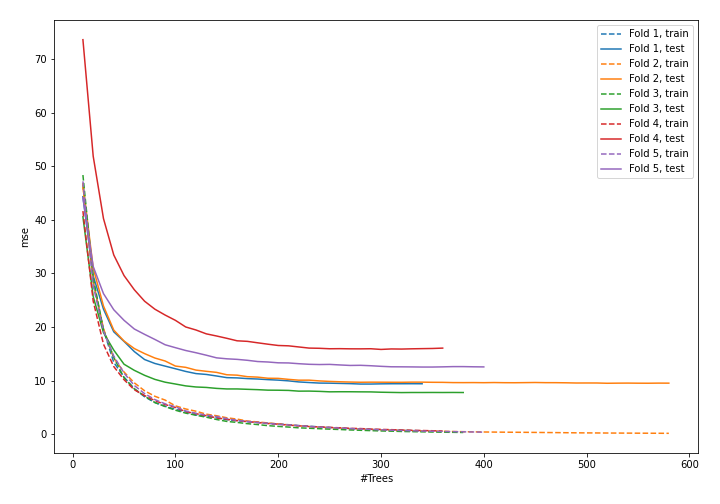 Fold 1, train
Fold 1, test
Fold 2, train
Fold 2, test
Fold 3, train
Fold 3, test
Fold 4, train
Fold 4, test
Fold 5, train
Fold 5, test
mse
70
60
50
40
30
20
10
0
0 100 200 300 400 500 600
#Trees